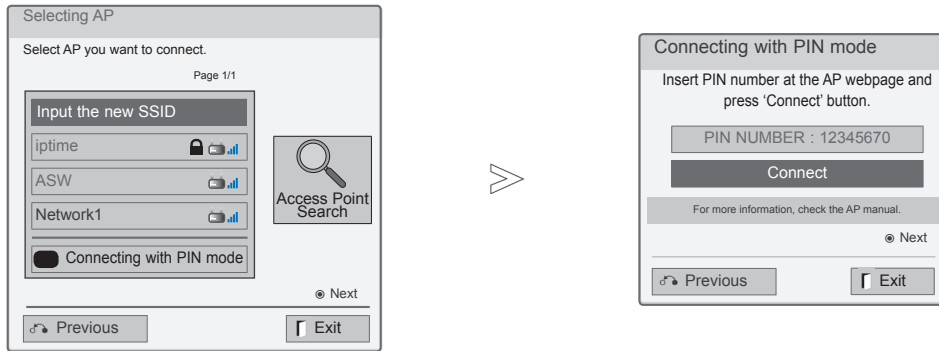 Selecting AP
Select AP you want to connect.
Page 1/1
Input the new SSID
iptime
ASW
Network1
Connecting with PIN mode
Access Point
Search
Next
Previous
Exit
Connecting with PIN mode
Insert PIN number at the AP webpage and
press ‘Connect’ button.
PIN NUMBER : 12345670
Connect
For more information, check the AP manual.
Next
Previous
Exit